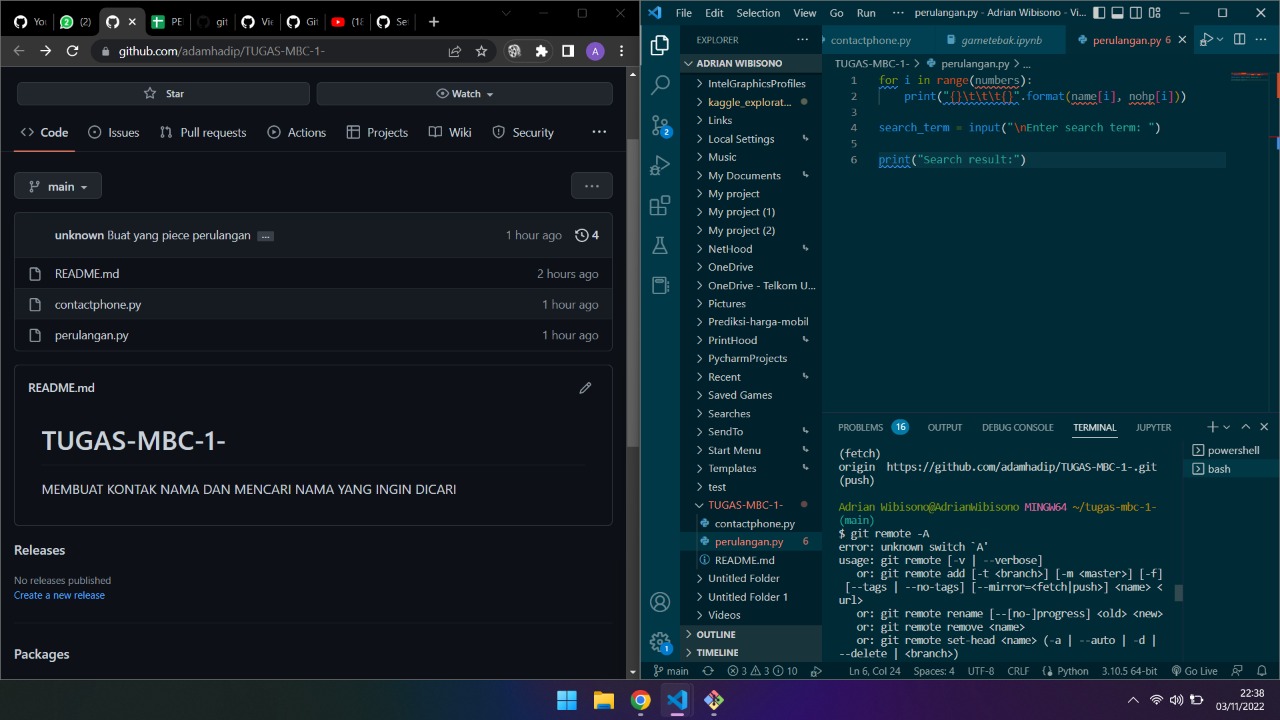 Yo
(2)
git
PE
git
Vie
Git
(18
Se
github.com/adamhadip/TUGAS-MBC-1-
A
Star
Watch
Code
Issues
Pull requests
Actions
Projects
Wiki
Security
main
unknown Buat yang piece perulangan ...
1 hour ago
4
README.md
2 hours ago
contactphone.py
1 hour ago
perulangan.py
1 hour ago
README.md
TUGAS-MBC-1-
MEMBUAT KONTAK NAMA DAN MENCARI NAMA YANG INGIN DICARI
Releases
No releases published
Create a new release
Packages
File Edit Selection View Go Run ... perulangan.py - Adrian Wibisono - Vi...
EXPLORER
ADRIAN WIBISONO
IntelGraphicsProfiles
kaggle_explorat...
Links
Local Settings
Music
My Documents
My project
My project (1)
My project (2)
NetHood
OneDrive
OneDrive - Telkom U...
Pictures
Prediksi-harga-mobil
PrintHood
PycharmProjects
Recent
Saved Games
Searches
SendTo
Start Menu
Templates
test
TUGAS-MBC-1-
contactphone.py
perulangan.py 6
README.md
Untitled Folder
Untitled Folder 1
Videos
OUTLINE
TIMELINE
2
1
contactphone.py
gametebak.ipynb
perulangan.py 6
TUGAS-MBC-1- > perulangan.py > ...
1 for i in range(numbers):
2 print("{}\t\t\t{}".format(name[i], nohp[i]))
3
4 search_term = input("\nEnter search term: ")
5
6 print("Search result:")
PROBLEMS 16 OUTPUT DEBUG CONSOLE TERMINAL JUPYTER
powershell
bash
(fetch)
origin https://github.com/adamhadip/TUGAS-MBC-1-.git
(push)
Adrian Wibisono@AdrianWibisono MINGW64 ~/tugas-mbc-1-
(main)
$ git remote -A
error: unknown switch `A'
usage: git remote [-v | --verbose]
or: git remote add [-t <branch>] [-m <master>] [-f]
[--tags | --no-tags] [--mirror=<fetch|push>] <name> <
url>
or: git remote rename [--[no-]progress] <old> <new>
or: git remote remove <name>
or: git remote set-head <name> (-a | --auto | -d |
--delete | <branch>)
main 3 3 10 Ln 6, Col 24 Spaces: 4 UTF-8 CRLF Python 3.10.5 64-bit Go Live
22:38
03/11/2022